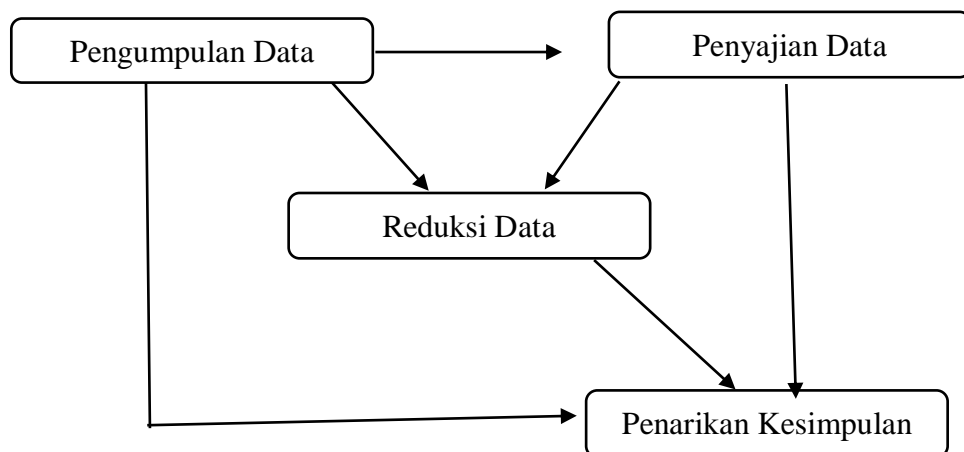 Pengumpulan Data
Penyajian Data
Reduksi Data
Penarikan Kesimpulan